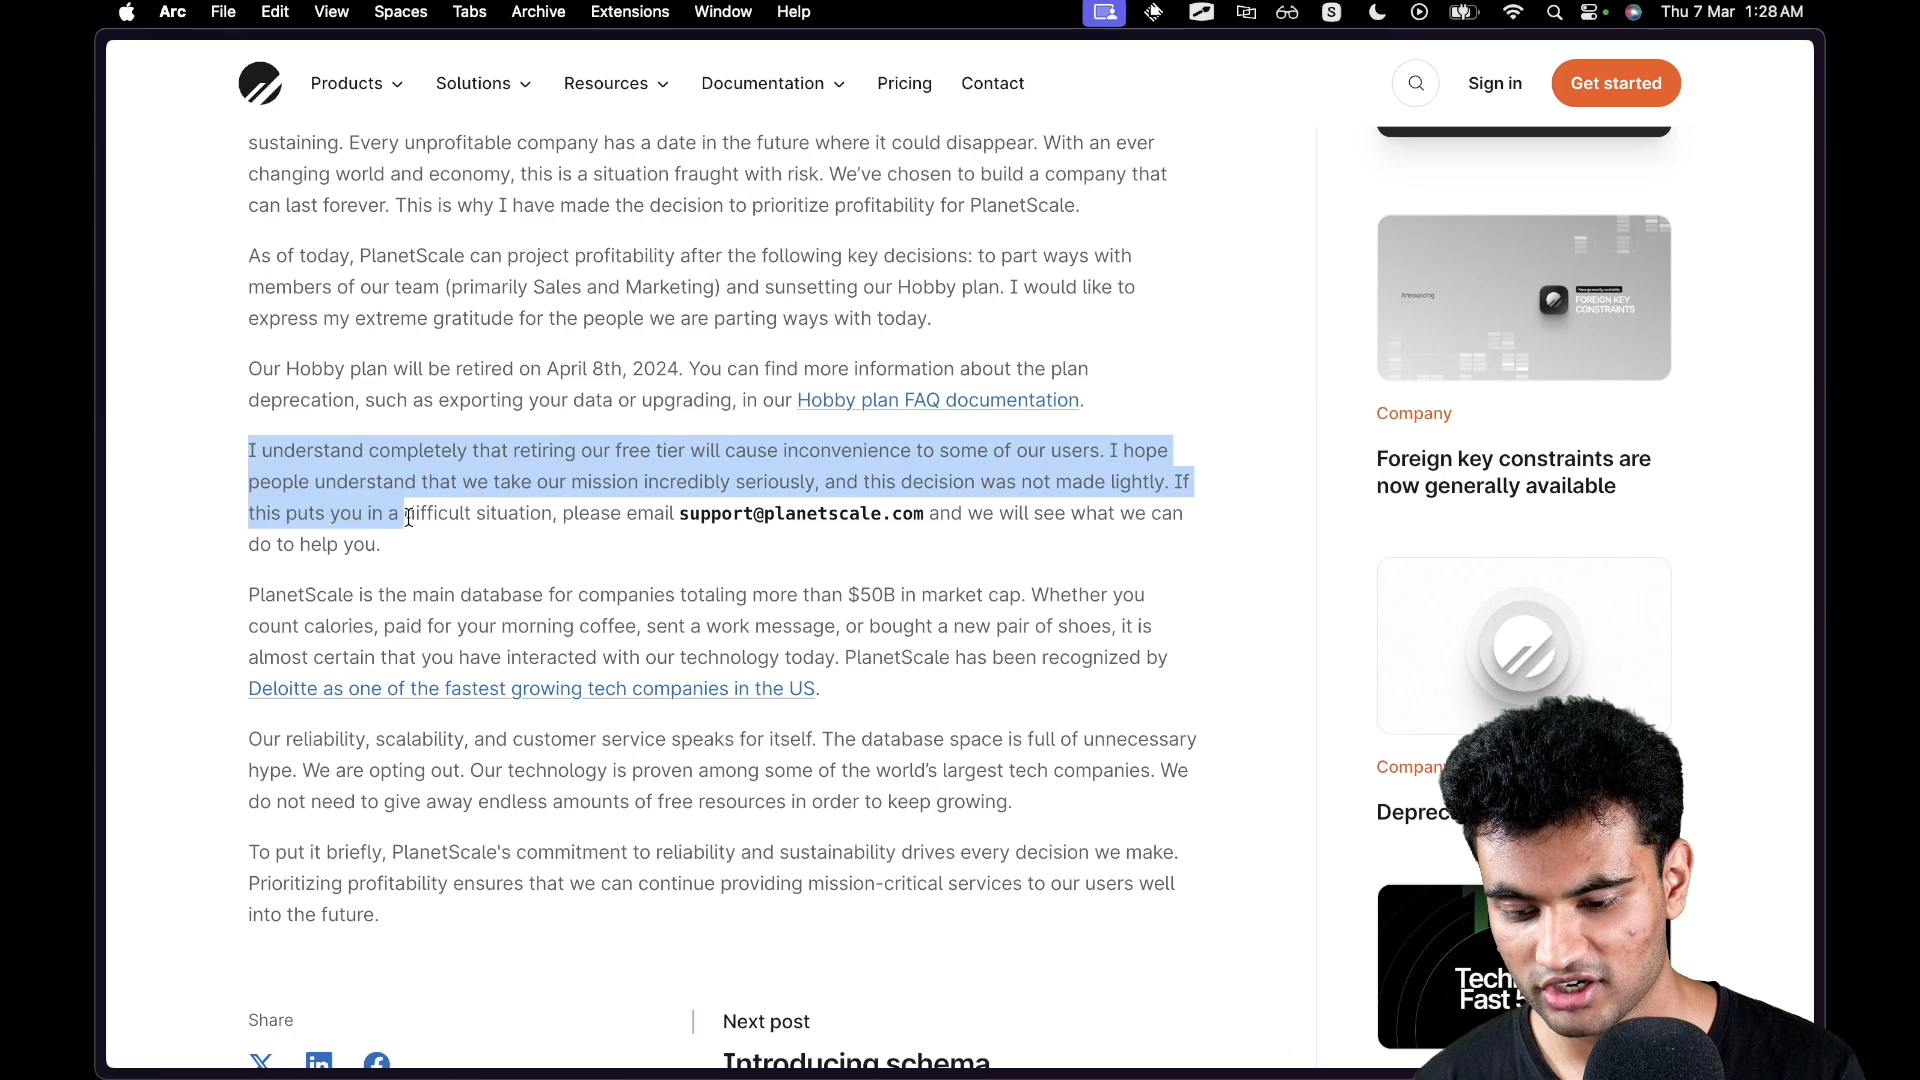 Arc File Edit View Spaces Tabs Archive Extensions Window Help S Thu 7 Mar 1:28 AM
Products Solutions Resources Documentation Pricing Contact Sign in Get started
sustaining. Every unprofitable company has a date in the future where it could disappear. With an ever
changing world and economy, this is a situation fraught with risk. We’ve chosen to build a company that
can last forever. This is why I have made the decision to prioritize profitability for PlanetScale.
As of today, PlanetScale can project profitability after the following key decisions: to part ways with
members of our team (primarily Sales and Marketing) and sunsetting our Hobby plan. I would like to
express my extreme gratitude for the people we are parting ways with today.
Our Hobby plan will be retired on April 8th, 2024. You can find more information about the plan
deprecation, such as exporting your data or upgrading, in our Hobby plan FAQ documentation.
I understand completely that retiring our free tier will cause inconvenience to some of our users. I hope
people understand that we take our mission incredibly seriously, and this decision was not made lightly. If
this puts you in a difficult situation, please email support@planetscale.com and we will see what we can
do to help you.
PlanetScale is the main database for companies totaling more than $50B in market cap. Whether you
count calories, paid for your morning coffee, sent a work message, or bought a new pair of shoes, it is
almost certain that you have interacted with our technology today. PlanetScale has been recognized by
Deloitte as one of the fastest growing tech companies in the US.
Our reliability, scalability, and customer service speaks for itself. The database space is full of unnecessary
hype. We are opting out. Our technology is proven among some of the world’s largest tech companies. We
do not need to give away endless amounts of free resources in order to keep growing.
To put it briefly, PlanetScale's commitment to reliability and sustainability drives every decision we make.
Prioritizing profitability ensures that we can continue providing mission-critical services to our users well
into the future.
Share
Next post
Introducing schema
Announcing
Now generally available
FOREIGN KEY
CONSTRAINTS
Company
Foreign key constraints are
now generally available
Company
Deprec
Tech
Fast 5